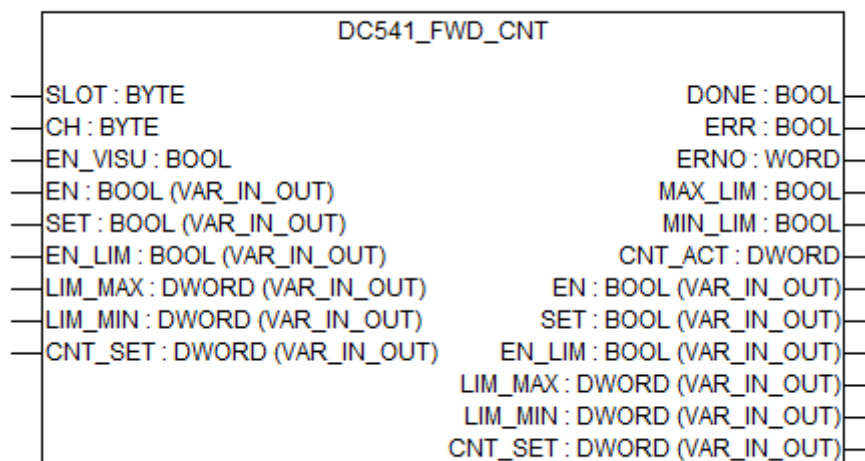 DC541_FWD_CNT
SLOT : BYTE DONE : BOOL
CH : BYTE ERR : BOOL
EN_VISU : BOOL ERNO : WORD
EN : BOOL (VAR_IN_OUT) MAX_LIM : BOOL
SET : BOOL (VAR_IN_OUT) MIN_LIM : BOOL
EN_LIM : BOOL (VAR_IN_OUT) CNT_ACT : DWORD
LIM_MAX : DWORD (VAR_IN_OUT) EN : BOOL (VAR_IN_OUT)
LIM_MIN : DWORD (VAR_IN_OUT) SET : BOOL (VAR_IN_OUT)
CNT_SET : DWORD (VAR_IN_OUT) EN_LIM : BOOL (VAR_IN_OUT)
LIM_MAX : DWORD (VAR_IN_OUT)
LIM_MIN : DWORD (VAR_IN_OUT)
CNT_SET : DWORD (VAR_IN_OUT)